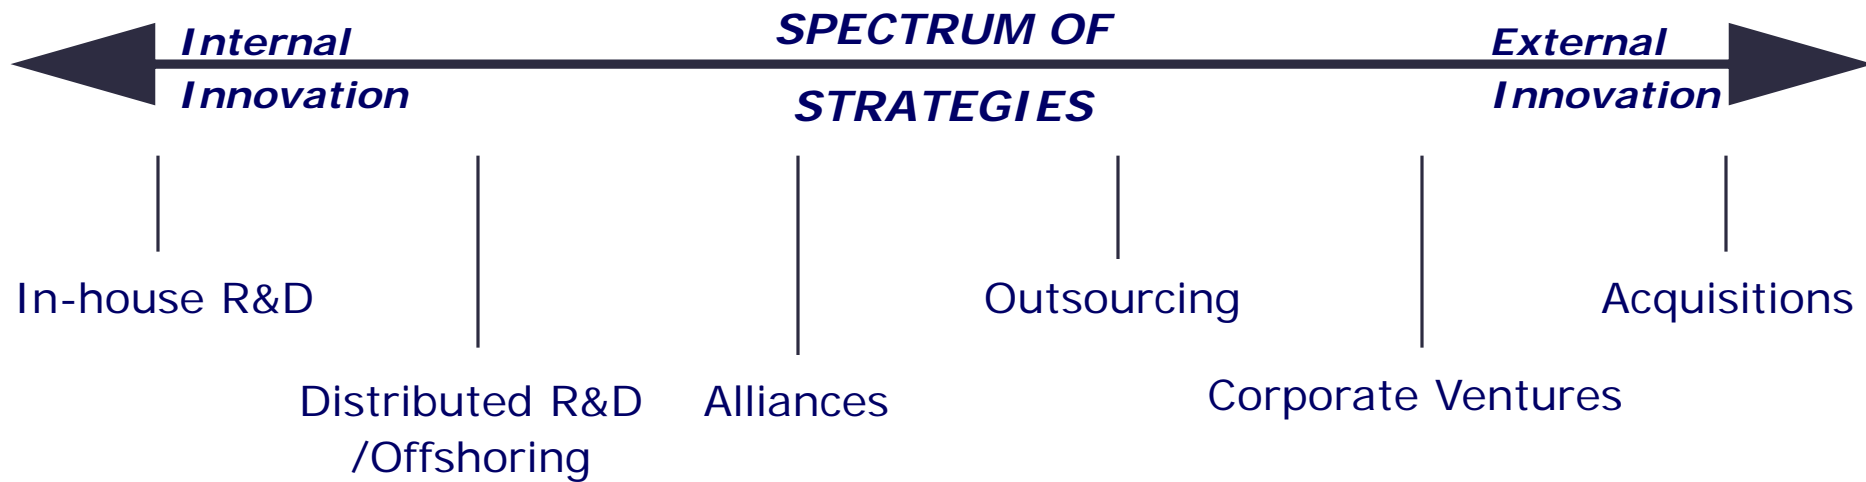 SPECTRUM OF
STRATEGIES
Internal
Innovation
External
Innovation
In-house R&D
Distributed R&D
/Offshoring
Alliances
Outsourcing
Corporate Ventures
Acquisitions